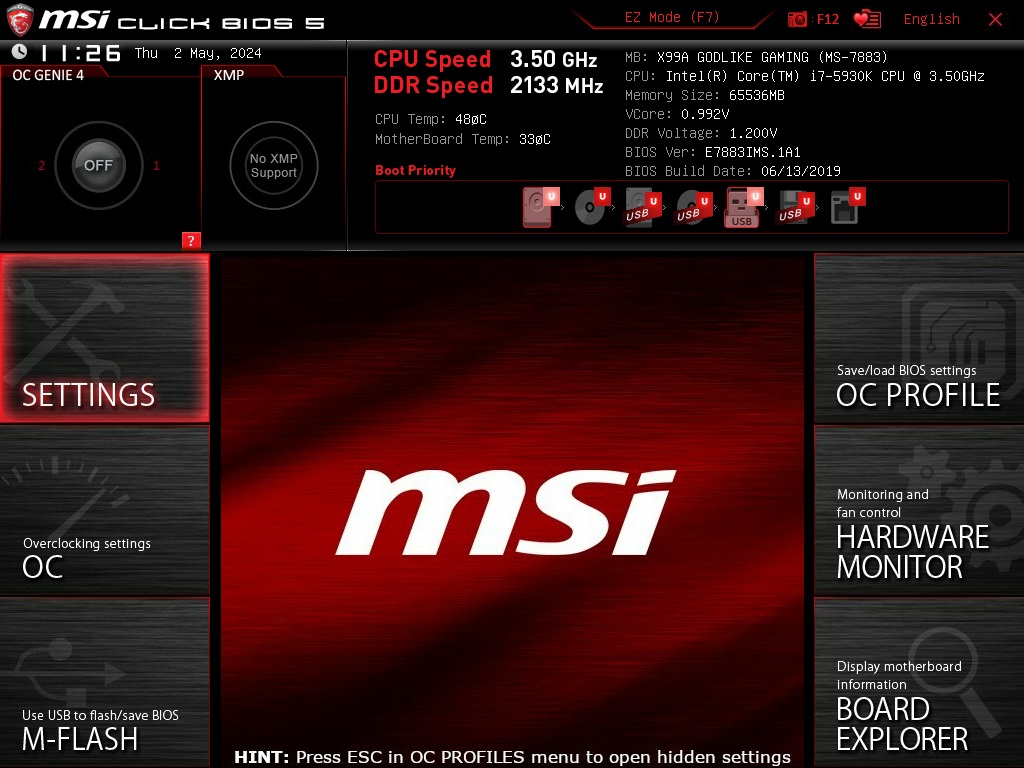 msi CLICK BIOS 5
EZ Mode (F7)
F12
English
11:26 Thu 2 May, 2024
OC GENIE 4
XMP
2
OFF
1
No XMP
Support
?
CPU Speed 3.50 GHz
DDR Speed 2133 MHz
CPU Temp: 48øC
MotherBoard Temp: 33øC
MB: X99A GODLIKE GAMING (MS-7883)
CPU: Intel(R) Core(TM) i7-5930K CPU @ 3.50GHz
Memory Size: 65536MB
VCore: 0.992V
DDR Voltage: 1.200V
BIOS Ver: E7883IMS.1A1
BIOS Build Date: 06/13/2019
Boot Priority
U
U
U
USB
U
USB
U
USB
U
USB
U
SETTINGS
Overclocking settings
OC
Use USB to flash/save BIOS
M-FLASH
msi
HINT: Press ESC in OC PROFILES menu to open hidden settings
Save/load BIOS settings
OC PROFILE
Monitoring and
fan control
HARDWARE
MONITOR
Display motherboard
information
BOARD
EXPLORER